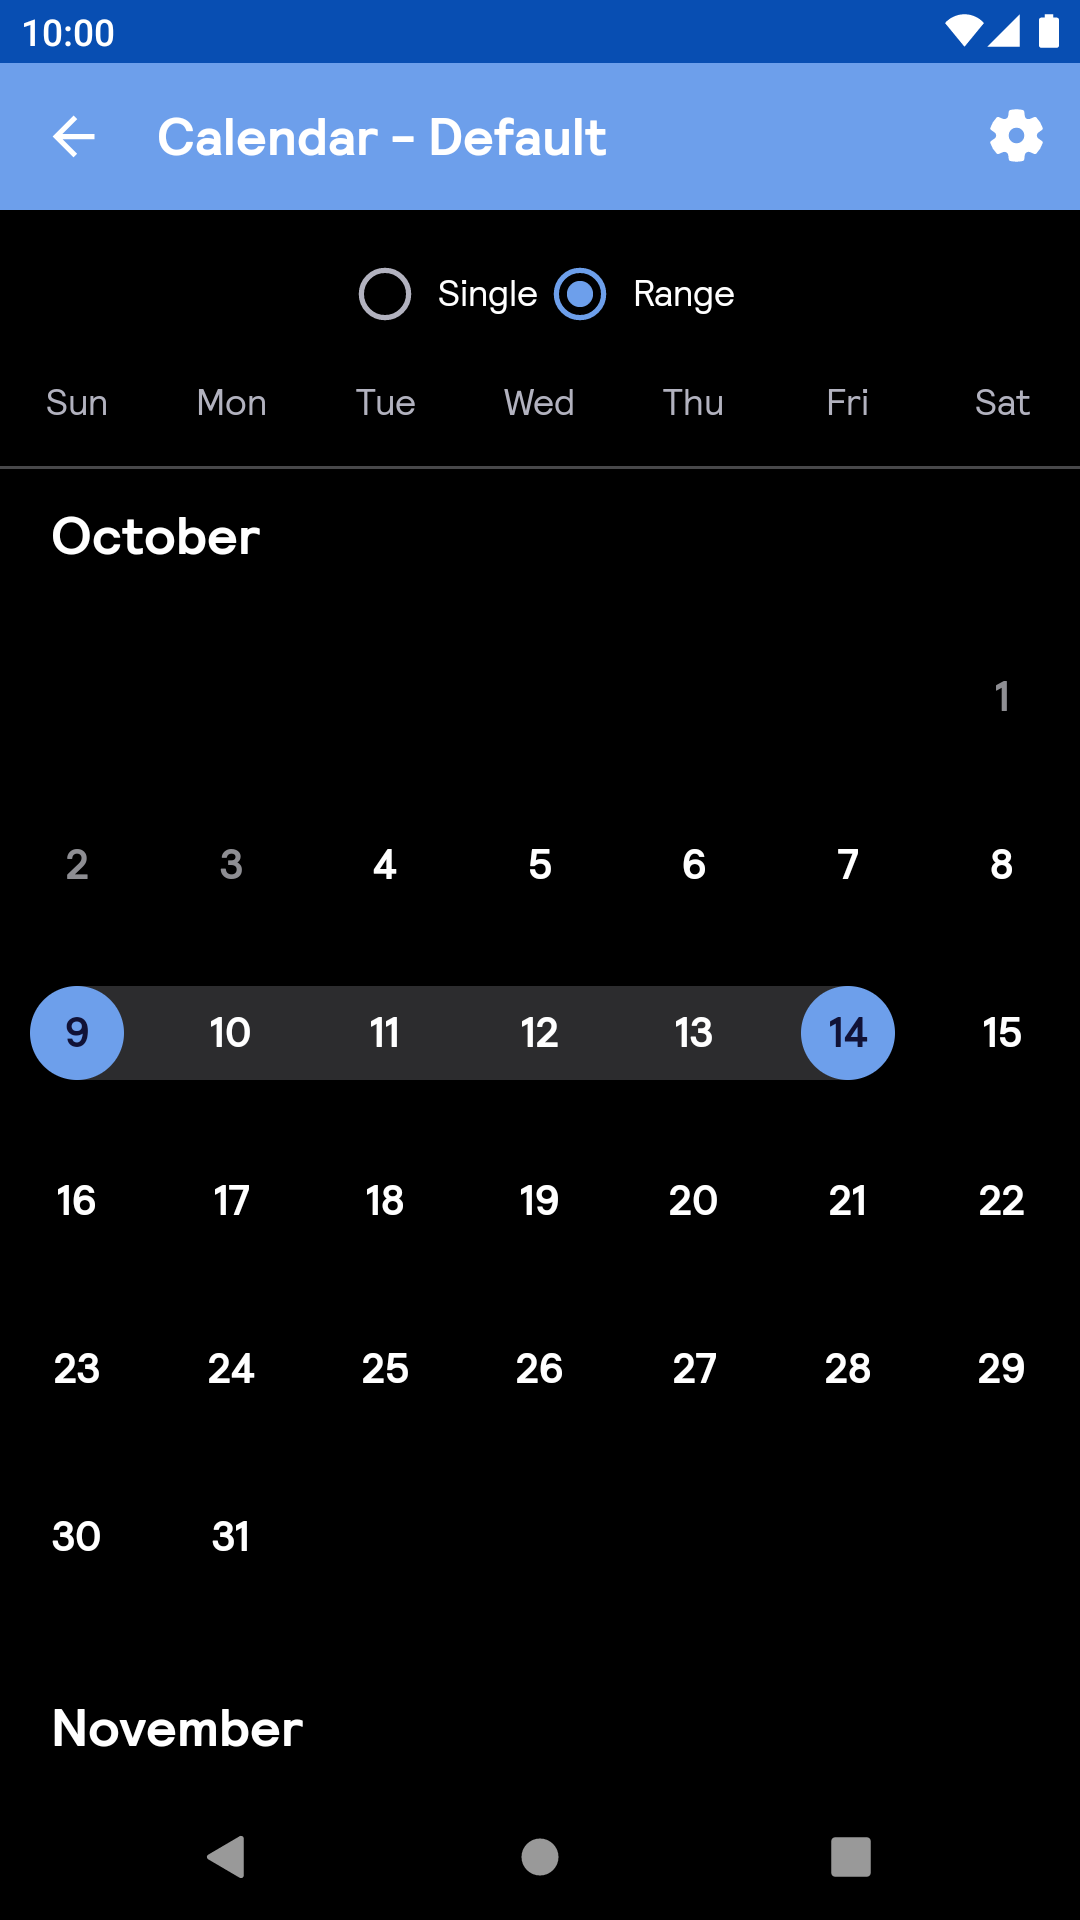 10:00
Calendar - Default
Single Range
Sun Mon Tue Wed Thu Fri Sat
October
1
2 3 4 5 6 7 8
9 10 11 12 13 14 15
16 17 18 19 20 21 22
23 24 25 26 27 28 29
30 31
November